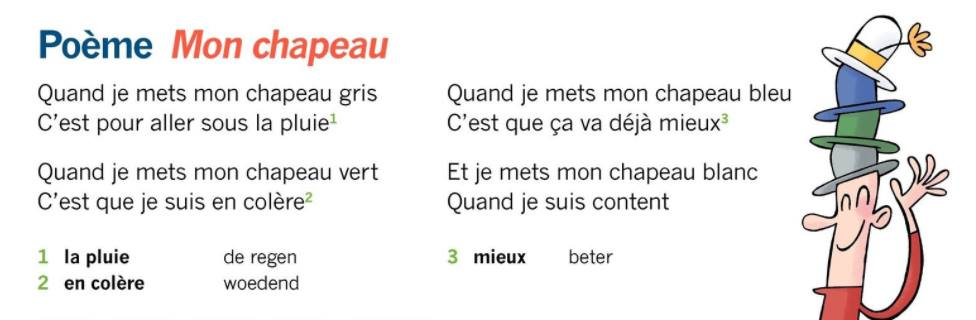 Poème Mon chapeau
Quand je mets mon chapeau gris
C'est pour aller sous la pluie¹
Quand je mets mon chapeau vert
C'est que je suis en colère²
Quand je mets mon chapeau bleu
C'est que ça va déjà mieux³
Et je mets mon chapeau blanc
Quand je suis content
1 la pluie de regen
2 en colère woedend
3 mieux beter